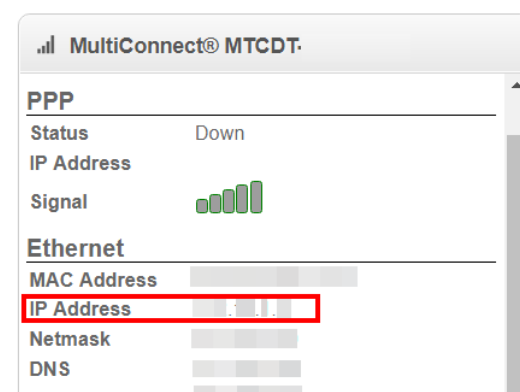 MultiConnect® MTCDT-
PPP
Status Down
IP Address
Signal
Ethernet
MAC Address
IP Address
Netmask
DNS